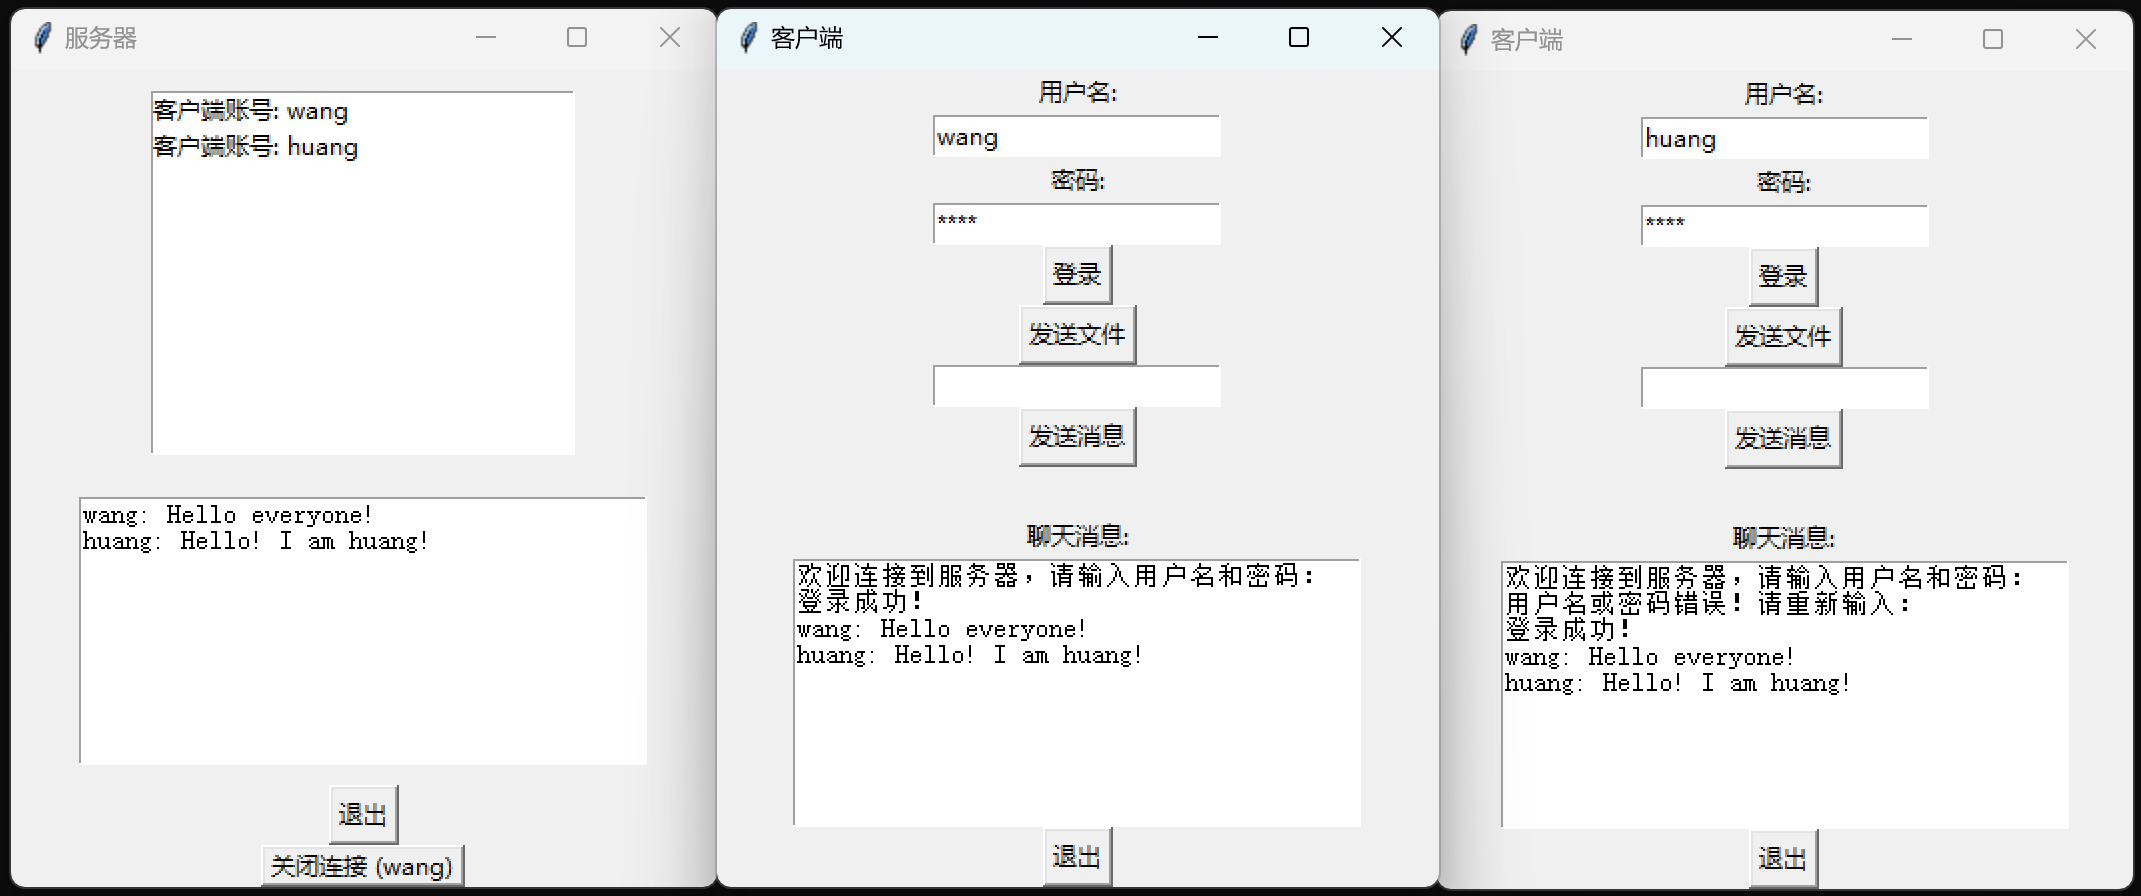 服务器
客户端账号: wang
客户端账号: huang
wang: Hello everyone!
huang: Hello! I am huang!
退出
关闭连接 (wang)
客户端
用户名:
wang
密码:
****
登录
发送文件
发送消息
聊天消息:
欢迎连接到服务器，请输入用户名和密码：
登录成功！
wang: Hello everyone!
huang: Hello! I am huang!
退出
客户端
用户名:
huang
密码:
****
登录
发送文件
发送消息
聊天消息:
欢迎连接到服务器，请输入用户名和密码：
用户名或密码错误！请重新输入：
登录成功！
wang: Hello everyone!
huang: Hello! I am huang!
退出